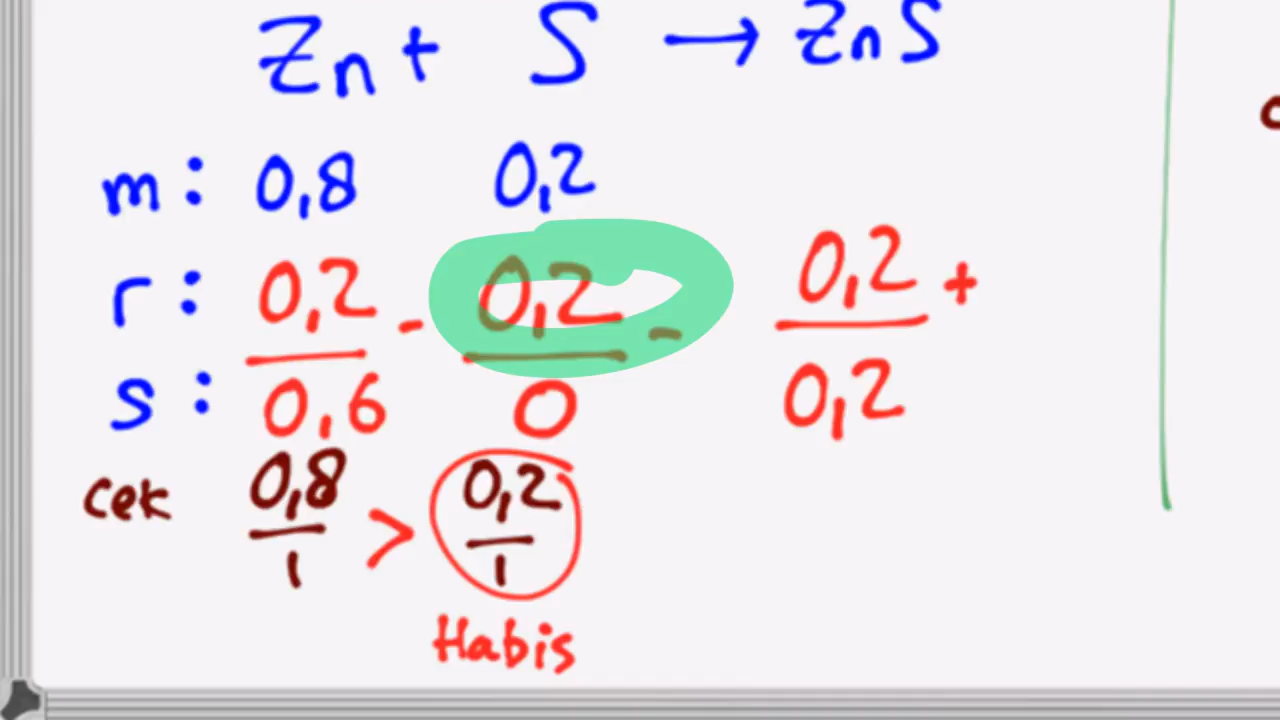 Zn + S → ZnS
m : 0,8 0,2
r : 0,2 - 0,2 - 0,2 +
s : 0,6 0 0,2
cek 0,8/1 > 0,2/1
Habis